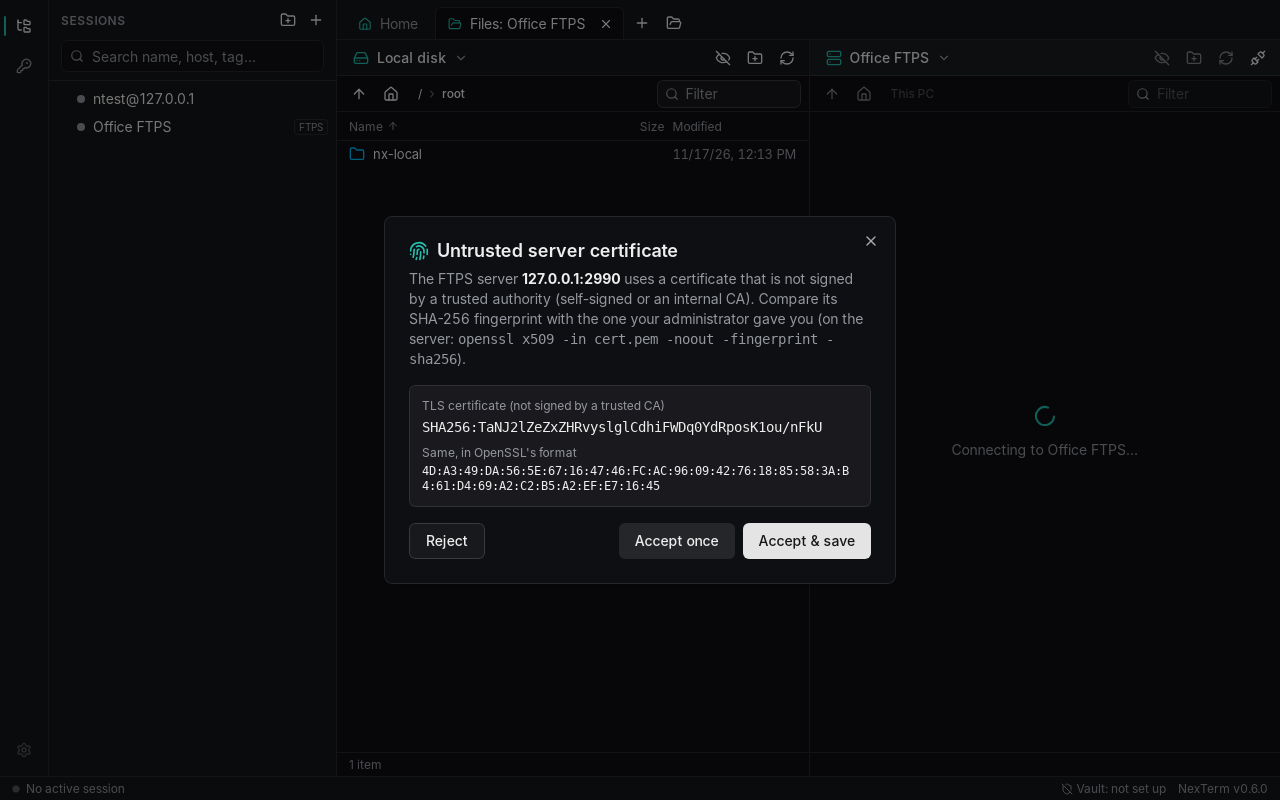 SESSIONS
Search name, host, tag...
ntest@127.0.0.1
Office FTPS
FTPS
Home
Files: Office FTPS
Local disk
Office FTPS
/
root
Filter
This PC
Filter
Name
Size
Modified
nx-local
11/17/26, 12:13 PM
Untrusted server certificate
The FTPS server 127.0.0.1:2990 uses a certificate that is not signed
by a trusted authority (self-signed or an internal CA). Compare its
SHA-256 fingerprint with the one your administrator gave you (on the
server: openssl x509 -in cert.pem -noout -fingerprint -
sha256).
TLS certificate (not signed by a trusted CA)
SHA256:TaNJ2lZeZxZHRvyslglCdhiFWDq0YdRposK1ou/nFkU
Same, in OpenSSL's format
4D:A3:49:DA:56:5E:67:16:47:46:FC:AC:96:09:42:76:18:85:58:3A:B
4:61:D4:69:A2:C2:B5:A2:EF:E7:16:45
Reject
Accept once
Accept & save
Connecting to Office FTPS...
1 item
No active session
Vault: not set up
NexTerm v0.6.0